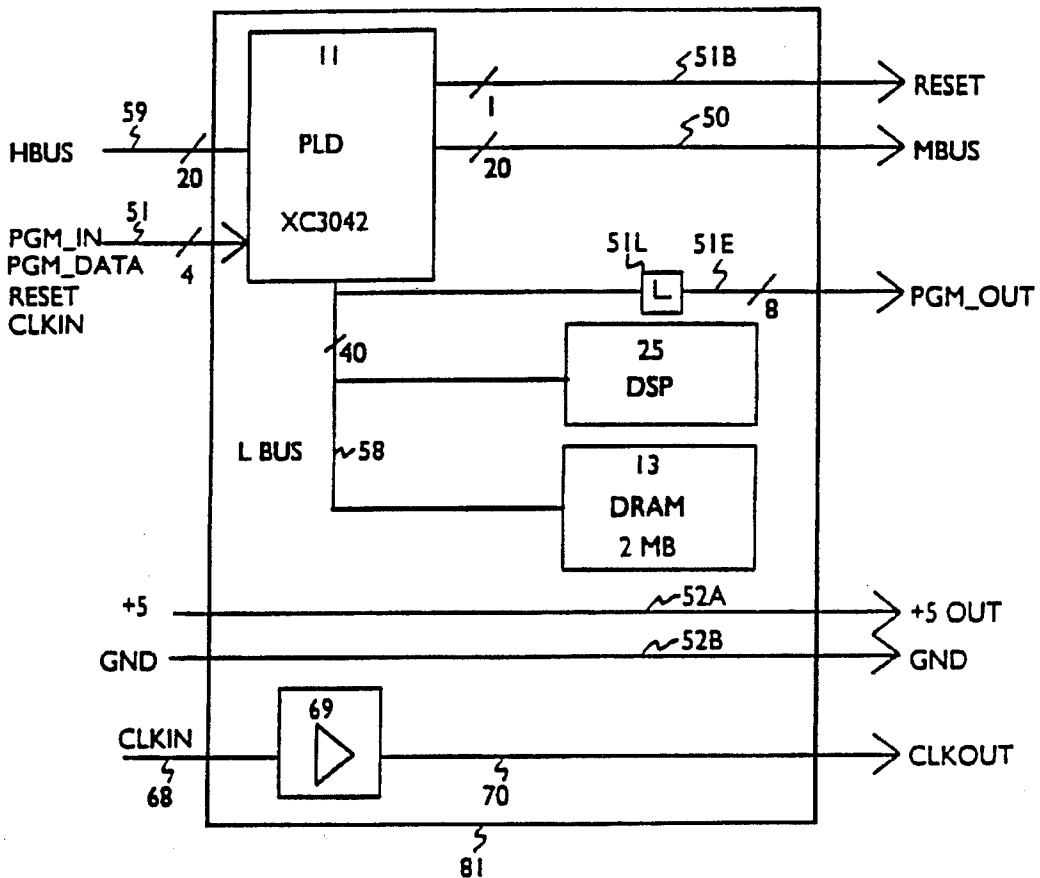 11
PLD
XC3042
51B
1
RESET
50
20
MBUS
59
HBUS
20
51
PGM_IN
PGM_DATA
RESET
CLKIN
4
51L
51E
L
8
PGM_OUT
40
25
DSP
L BUS
58
13
DRAM
2 MB
+5
52A
+5 OUT
GND
52B
GND
CLKIN
68
69
70
CLKOUT
81